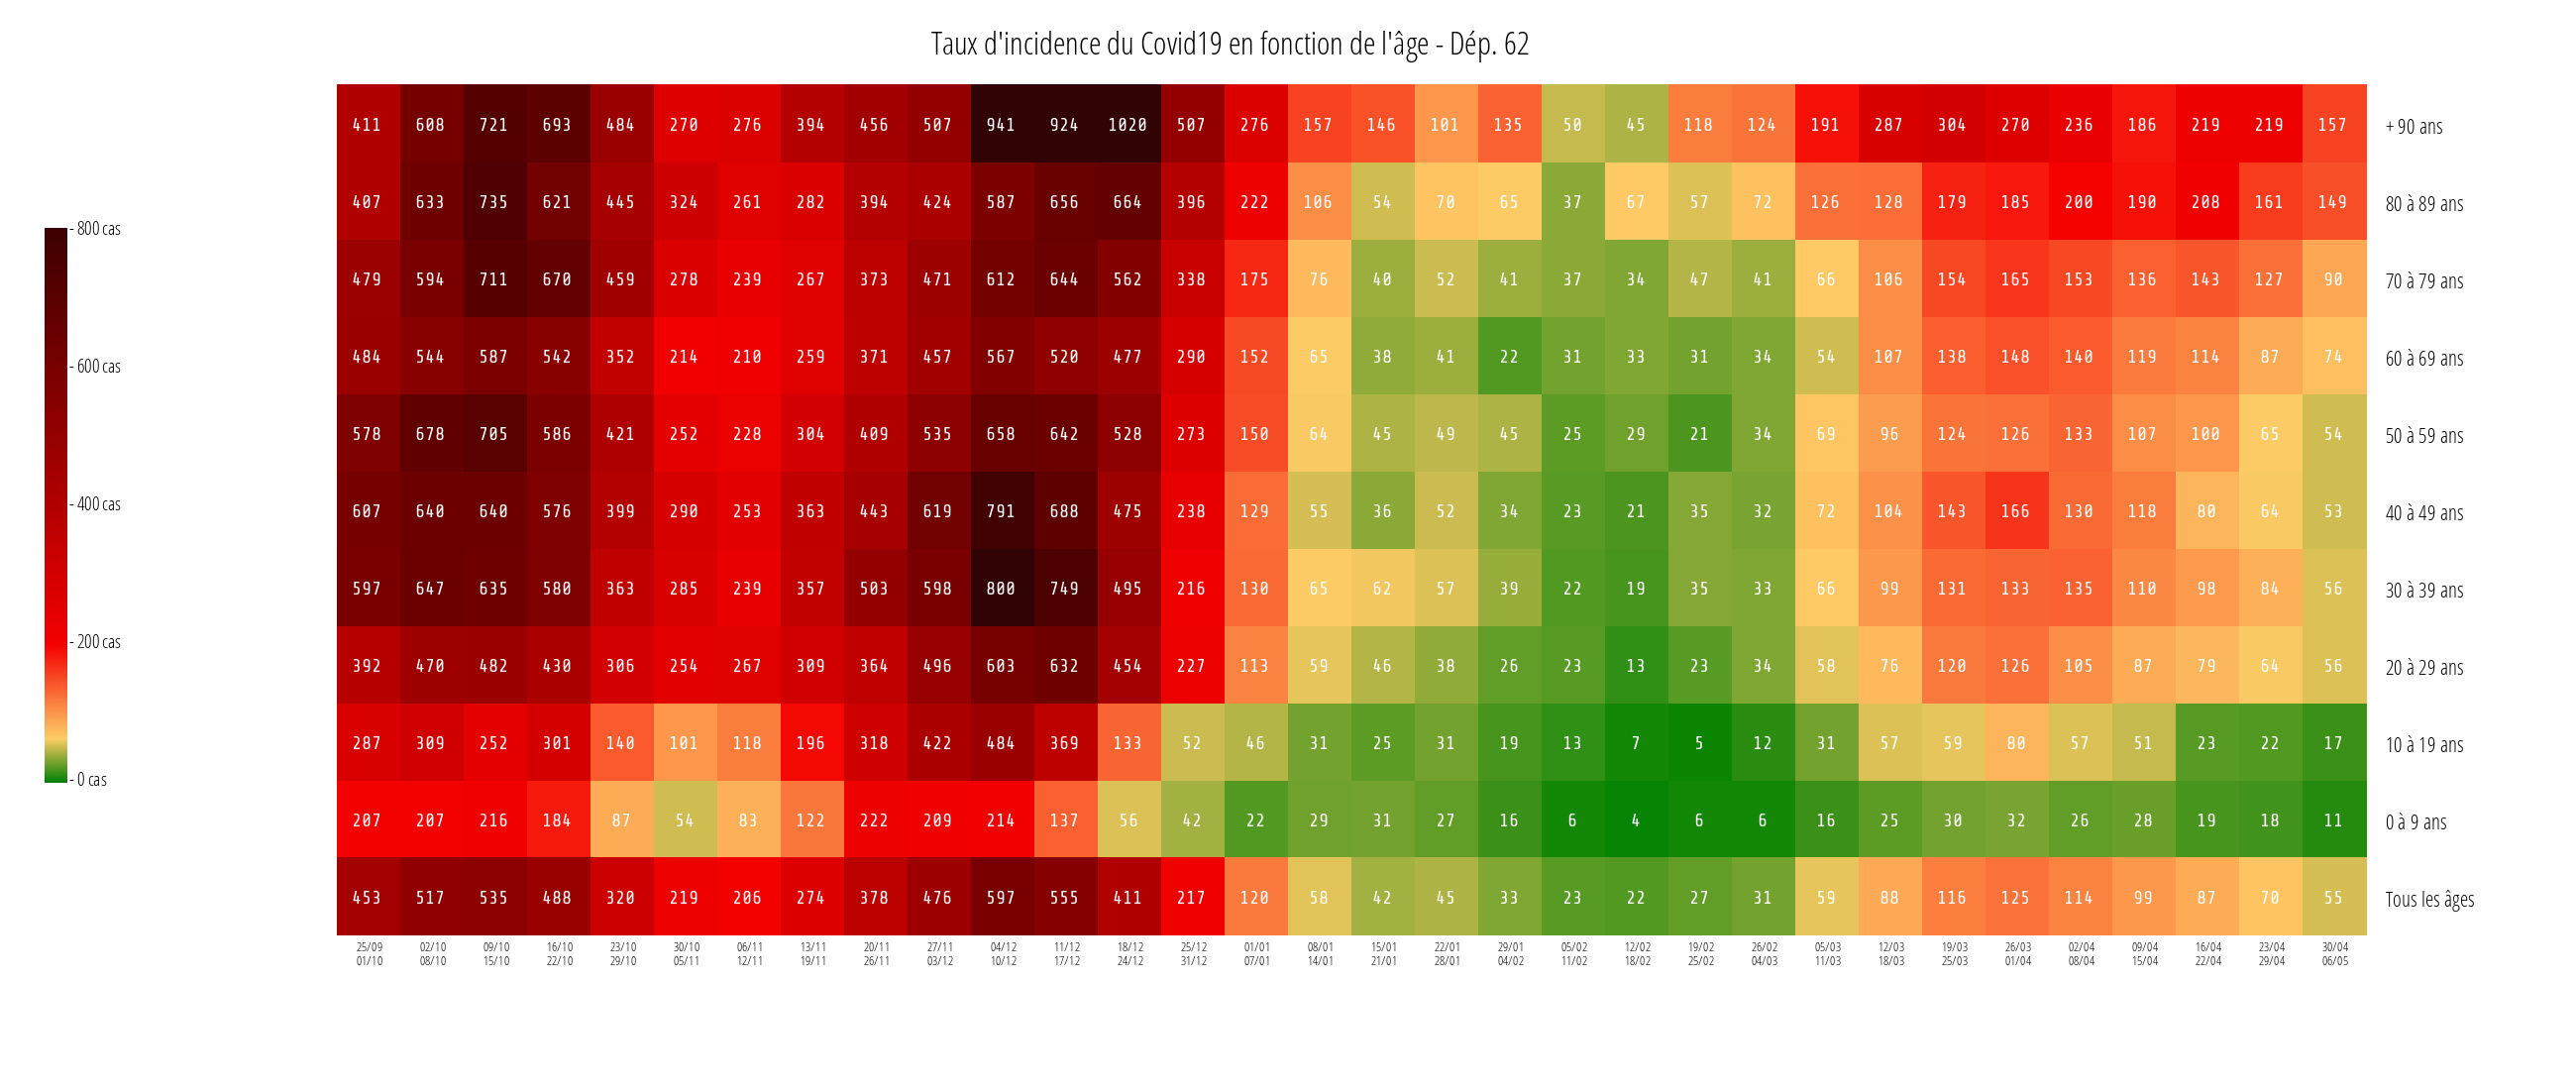 Taux d'incidence du Covid19 en fonction de l'âge - Dép. 62
411 608 721 693 484 270 276 394 456 507 941 924 1020 507 276 157 146 101 135 50 45 118 124 191 287 304 270 236 186 219 219 157 + 90 ans
407 633 735 621 445 324 261 282 394 424 587 656 664 396 222 106 54 70 65 37 67 57 72 126 128 179 185 200 190 208 161 149 80 à 89 ans
- 800 cas
479 594 711 670 459 278 239 267 373 471 612 644 562 338 175 76 40 52 41 37 34 47 41 66 106 154 165 153 136 143 127 90 70 à 79 ans
484 544 587 542 352 214 210 259 371 457 567 520 477 290 152 65 38 41 22 31 33 31 34 54 107 138 148 140 119 114 87 74 60 à 69 ans
- 600 cas
578 678 705 586 421 252 228 304 409 535 658 642 528 273 150 64 45 49 45 25 29 21 34 69 96 124 126 133 107 100 65 54 50 à 59 ans
- 400 cas
607 640 640 576 399 290 253 363 443 619 791 688 475 238 129 55 36 52 34 23 21 35 32 72 104 143 166 130 118 80 64 53 40 à 49 ans
597 647 635 580 363 285 239 357 503 598 800 749 495 216 130 65 62 57 39 22 19 35 33 66 99 131 133 135 110 98 84 56 30 à 39 ans
- 200 cas
392 470 482 430 306 254 267 309 364 496 603 632 454 227 113 59 46 38 26 23 13 23 34 58 76 120 126 105 87 79 64 56 20 à 29 ans
287 309 252 301 140 101 118 196 318 422 484 369 133 52 46 31 25 31 19 13 7 5 12 31 57 59 80 57 51 23 22 17 10 à 19 ans
- 0 cas
207 207 216 184 87 54 83 122 222 209 214 137 56 42 22 29 31 27 16 6 4 6 6 16 25 30 32 26 28 19 18 11 0 à 9 ans
453 517 535 488 320 219 206 274 378 476 597 555 411 217 120 58 42 45 33 23 22 27 31 59 88 116 125 114 99 87 70 55 Tous les âges
25/09 02/10 09/10 16/10 23/10 30/10 06/11 13/11 20/11 27/11 04/12 11/12 18/12 25/12 01/01 08/01 15/01 22/01 29/01 05/02 12/02 19/02 26/02 05/03 12/03 19/03 26/03 02/04 09/04 16/04 23/04 30/04
01/10 08/10 15/10 22/10 29/10 05/11 12/11 19/11 26/11 03/12 10/12 17/12 24/12 31/12 07/01 14/01 21/01 28/01 04/02 11/02 18/02 25/02 04/03 11/03 18/03 25/03 01/04 08/04 15/04 22/04 29/04 06/05